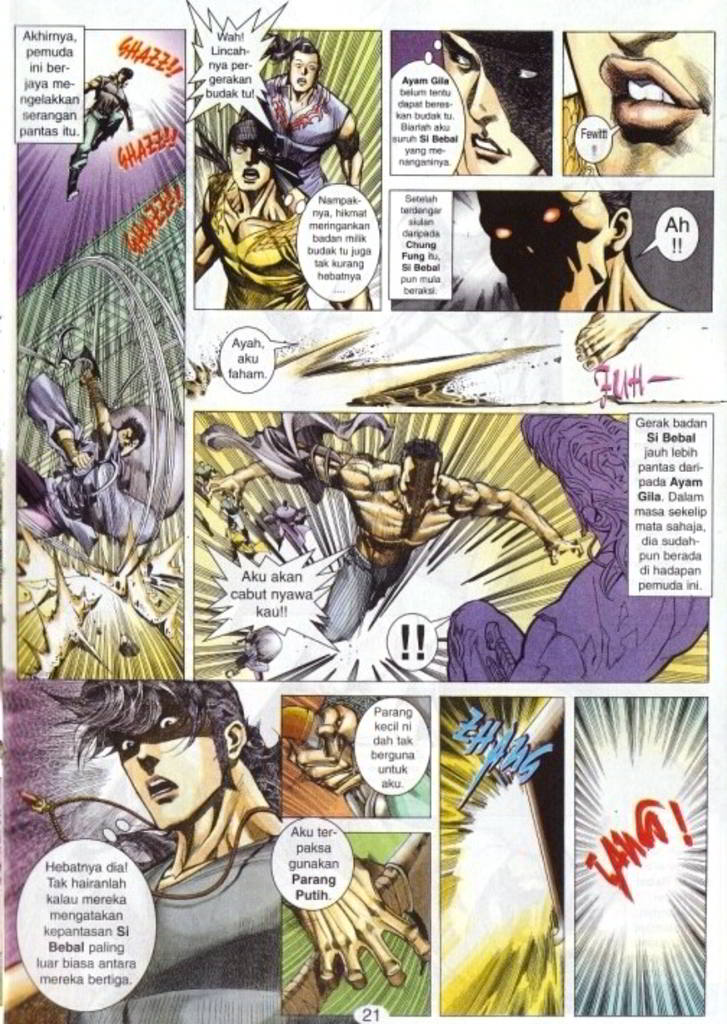 Akhirnya,
pemuda
ini ber-
jaya me-
ngelakkan
serangan
pantas itu.
GHAZZ!!
GHAZZ!!
GHAZZ!!
Wah!
Lincah-
nya per-
gerakan
budak tu!
Nampak-
nya, hikmat
meringankan
badan milik
budak tu juga
tak kurang
hebatnya
....
Ayam Gila
belum tentu
dapat beres-
kan budak tu.
Biarlah aku
suruh Si Bebal
yang me-
nanganinya.
Fewitt
!!
Setelah
terdengar
siulan
daripada
Chung
Fung itu,
Si Bebal
pun mula
beraksi.
Ah
!!
Ayah,
aku
faham.
Gerak badan
Si Bebal
jauh lebih
pantas dari-
pada Ayam
Gila. Dalam
masa sekelip
mata sahaja,
dia sudah-
pun berada
di hadapan
pemuda ini.
Aku akan
cabut nyawa
kau!!
!!
Hebatnya dia!
Tak hairanlah
kalau mereka
mengatakan
kepantasan Si
Bebal paling
luar biasa antara
mereka bertiga.
Parang
kecil ni
dah tak
berguna
untuk
aku.
Aku ter-
paksa
gunakan
Parang
Putih.
ZHANG
21